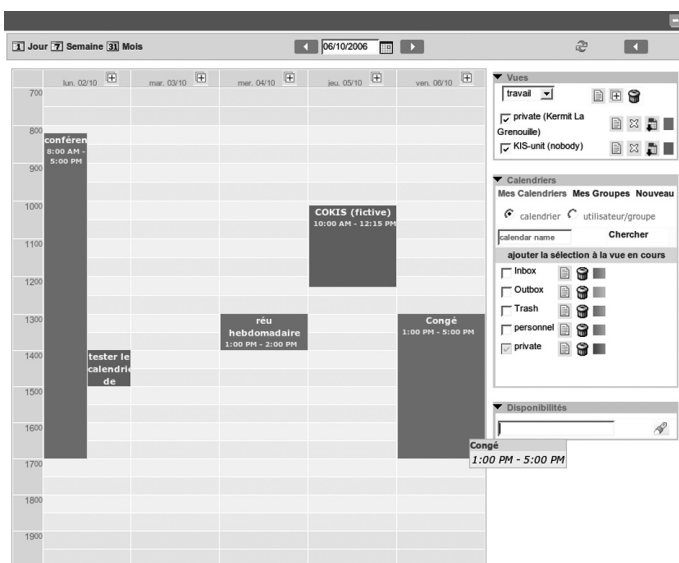 1 Jour 7 Semaine 31 Mois
06/10/2006
lun. 02/10
mar. 03/10
mer. 04/10
jeu. 05/10
ven. 06/10
700
800
900
1000
1100
1200
1300
1400
1500
1600
1700
1800
1900
conféren
8:00 AM -
5:00 PM
tester le
calendrie
de
réu
hebdomadaire
1:00 PM - 2:00 PM
COKIS (fictive)
10:00 AM - 12:15 PM
Congé
1:00 PM - 5:00 PM
Congé
1:00 PM - 5:00 PM
Vues
travail
private (Kermit La
Grenouille)
KIS-unit (nobody)
Calendriers
Mes Calendriers Mes Groupes Nouveau
calendrier utilisateur/groupe
calendar name Chercher
ajouter la sélection à la vue en cours
Inbox
Outbox
Trash
personnel
private
Disponibilités